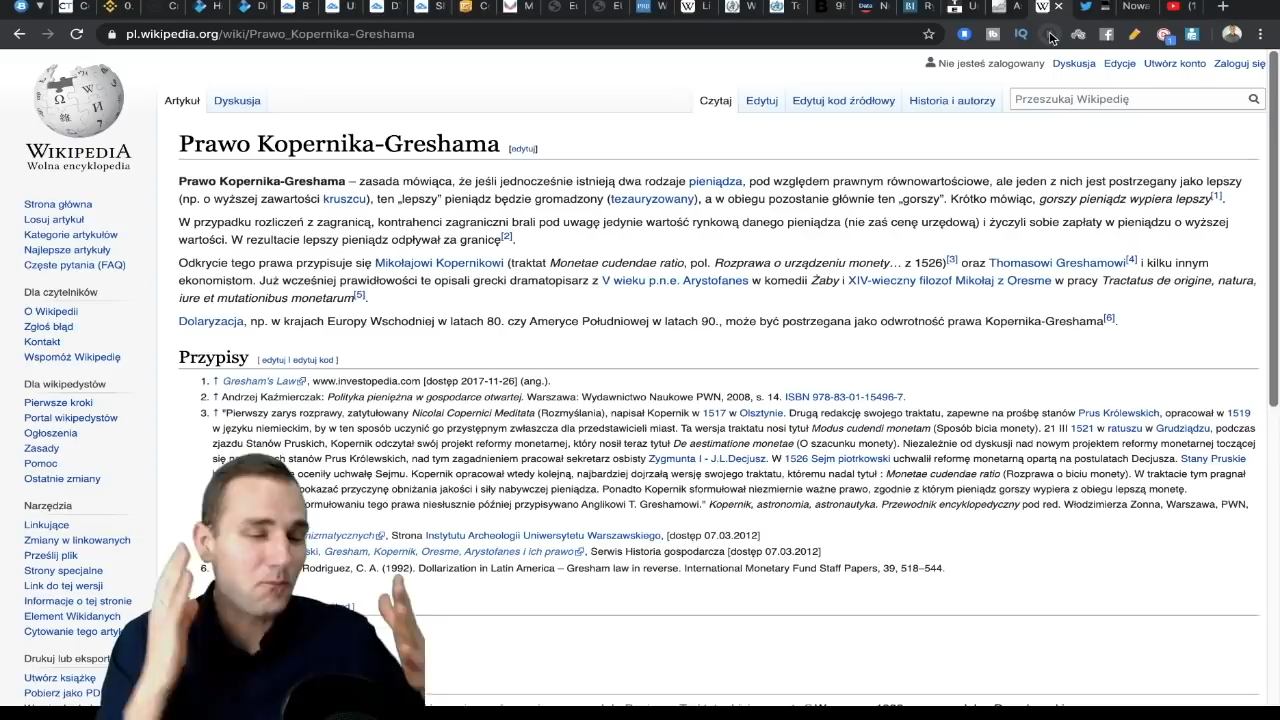 pl.wikipedia.org/wiki/Prawo_Kopernika-Greshama
Nie jesteś zalogowany Dyskusja Edycje Utwórz konto Zaloguj się
Artykuł Dyskusja Czytaj Edytuj Edytuj kod źródłowy Historia i autorzy Przeszukaj Wikipedię
WIKIPEDIA
Wolna encyklopedia
Strona główna
Losuj artykuł
Kategorie artykułów
Najlepsze artykuły
Częste pytania (FAQ)
Dla czytelników
O Wikipedii
Zgłoś błąd
Kontakt
Wspomóż Wikipedię
Dla wikipedystów
Pierwsze kroki
Portal wikipedystów
Ogłoszenia
Zasady
Pomoc
Ostatnie zmiany
Narzędzia
Linkujące
Zmiany w linkowanych
Prześlij plik
Strony specjalne
Link do tej wersji
Informacje o tej stronie
Element Wikidanych
Cytowanie tego
Drukuj lub
Utwórz książkę
Pobierz jako
Prawo Kopernika-Greshama [edytuj]
Prawo Kopernika-Greshama – zasada mówiąca, że jeśli jednocześnie istnieją dwa rodzaje pieniądza, pod względem prawnym równowartościowe, ale jeden z nich jest postrzegany jako lepszy
(np. o wyższej zawartości kruszcu), ten „lepszy” pieniądz będzie gromadzony (tezauryzowany), a w obiegu pozostanie głównie ten „gorszy”. Krótko mówiąc, gorszy pieniądz wypiera lepszy[1].
W przypadku rozliczeń z zagranicą, kontrahenci zagraniczni brali pod uwagę jedynie wartość rynkową danego pieniądza (nie zaś cenę urzędową) i życzyli sobie zapłaty w pieniądzu o wyższej
wartości. W rezultacie lepszy pieniądz odpływał za granicę[2].
Odkrycie tego prawa przypisuje się Mikołajowi Kopernikowi (traktat Monetae cudendae ratio, pol. Rozprawa o urządzeniu monety… z 1526)[3] oraz Thomasowi Greshamowi[4] i kilku innym
ekonomistom. Już wcześniej prawidłowości te opisali grecki dramatopisarz z V wieku p.n.e. Arystofanes w komedii Żaby i XIV-wieczny filozof Mikołaj z Oresme w pracy Tractatus de origine, natura,
iure et mutationibus monetarum[5].
Dolaryzacja, np. w krajach Europy Wschodniej w latach 80. czy Ameryce Południowej w latach 90., może być postrzegana jako odwrotność prawa Kopernika-Greshama[6].
Przypisy [ edytuj | edytuj kod ]
1. ↑ Gresham's Law, www.investopedia.com [dostęp 2017-11-26] (ang.).
2. ↑ Andrzej Kaźmierczak: Polityka pieniężna w gospodarce otwartej. Warszawa: Wydawnictwo Naukowe PWN, 2008, s. 14. ISBN 978-83-01-15496-7.
3. ↑ "Pierwszy zarys rozprawy, zatytułowany Nicolai Copernici Meditata (Rozmyślania), napisał Kopernik w 1517 w Olsztynie. Drugą redakcję swojego traktatu, zapewne na prośbę stanów Prus Królewskich, opracował w 1519
w języku niemieckim, by w ten sposób uczynić go przystępnym zwłaszcza dla przedstawicieli miast. Ta wersja traktatu nosi tytuł Modus cudendi monetam (Sposób bicia monety). 21 III 1521 w ratuszu w Grudziądzu, podczas
zjazdu Stanów Pruskich, Kopernik odczytał swój projekt reformy monetarnej, który nosił teraz tytuł De aestimatione monetae (O szacunku monety). Niezależnie od dyskusji nad nowym projektem reformy monetarnej toczącej
się stanów Prus Królewskich, nad tym zagadnieniem pracował sekretarz osobisty Zygmunta I - J.L.Decjusz. W 1526 Sejm piotrkowski uchwalił reformę monetarną opartą na postulatach Decjusza. Stany Pruskie
oceniły uchwałę Sejmu. Kopernik opracował wtedy kolejną, najbardziej dojrzałą wersję swojego traktatu, któremu nadał tytuł : Monetae cudendae ratio (Rozprawa o biciu monety). W traktacie tym pragnał
pokazać przyczynę obniżania jakości i siły nabywczej pieniądza. Ponadto Kopernik sformułował niezmiernie ważne prawo, zgodnie z którym pieniądz gorszy wypiera z obiegu lepszą monetę.
formułowaniu tego prawa niesłusznie później przypisywano Anglikowi T. Greshamowi." Kopernik, astronomia, astronautyka. Przewodnik encyklopedyczny pod red. Włodzimierza Zonna, Warszawa, PWN,
Strona Instytutu Archeologii Uniwersytetu Warszawskiego, [dostęp 07.03.2012]
Gresham, Kopernik, Oresme, Arystofanes i ich prawo, Serwis Historia gospodarcza [dostęp 07.03.2012]
6. Rodriguez, C. A. (1992). Dollarization in Latin America – Gresham law in reverse. International Monetary Fund Staff Papers, 39, 518–544.